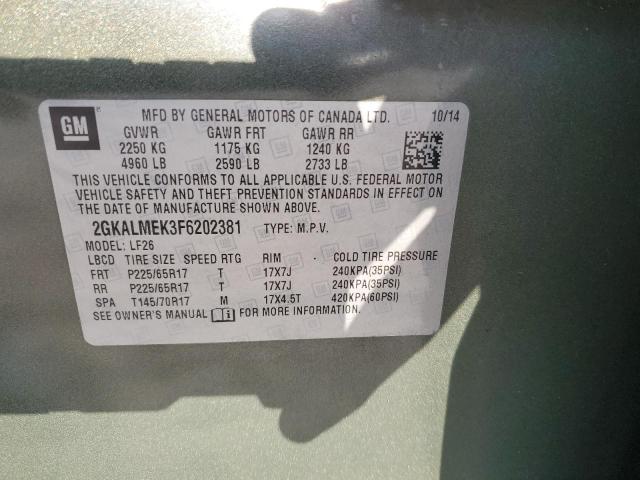 GM
MFD BY GENERAL MOTORS OF CANADA LTD. 10/14
GVWR GAWR FRT GAWR RR
2250 KG 1175 KG 1240 KG
4960 LB 2590 LB 2733 LB
THIS VEHICLE CONFORMS TO ALL APPLICABLE U.S. FEDERAL MOTOR
VEHICLE SAFETY AND THEFT PREVENTION STANDARDS IN EFFECT ON
THE DATE OF MANUFACTURE SHOWN ABOVE.
2GKALMEK3F6202381 TYPE: M.P.V.
MODEL: LF26
LBCD TIRE SIZE SPEED RTG RIM COLD TIRE PRESSURE
FRT P225/65R17 T 17X7J 240KPA(35PSI)
RR P225/65R17 T 17X7J 240KPA(35PSI)
SPA T145/70R17 M 17X4.5T 420KPA(60PSI)
SEE OWNER'S MANUAL FOR MORE INFORMATION.